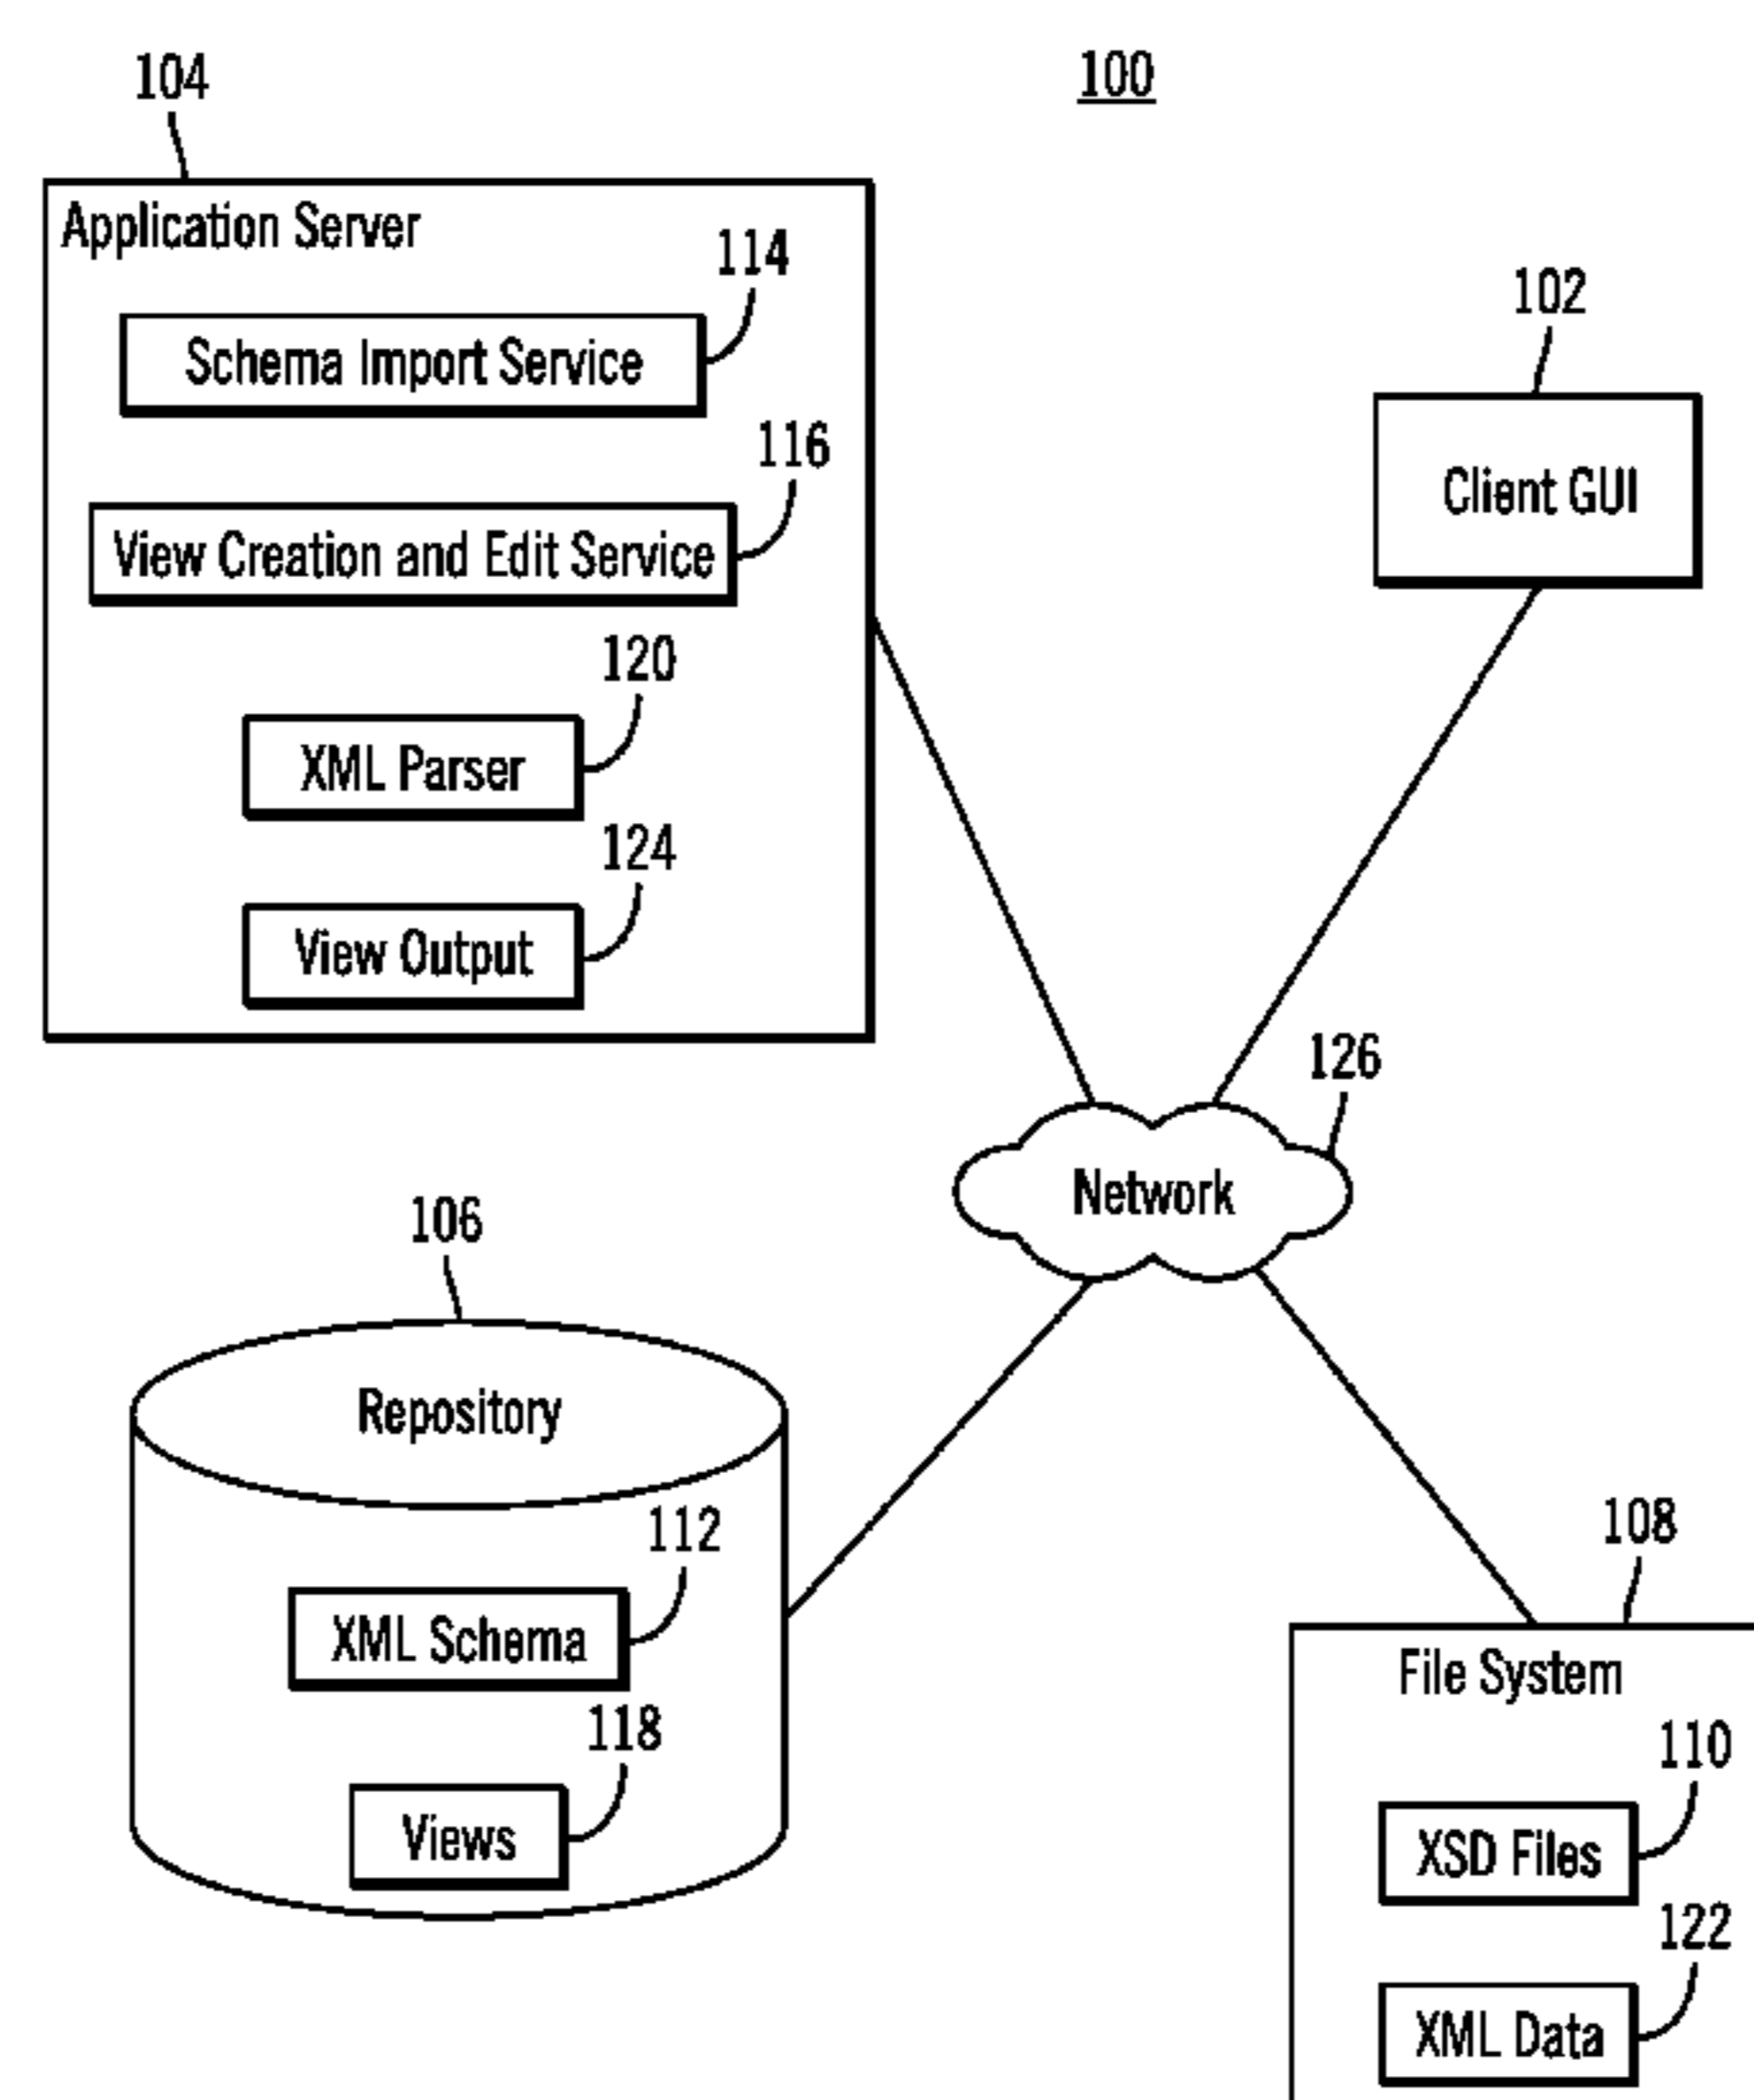 100
104
Application Server
114
Schema Import Service
116
View Creation and Edit Service
120
XML Parser
124
View Output
102
Client GUI
126
Network
106
Repository
112
XML Schema
118
Views
108
File System
110
XSD Files
122
XML Data